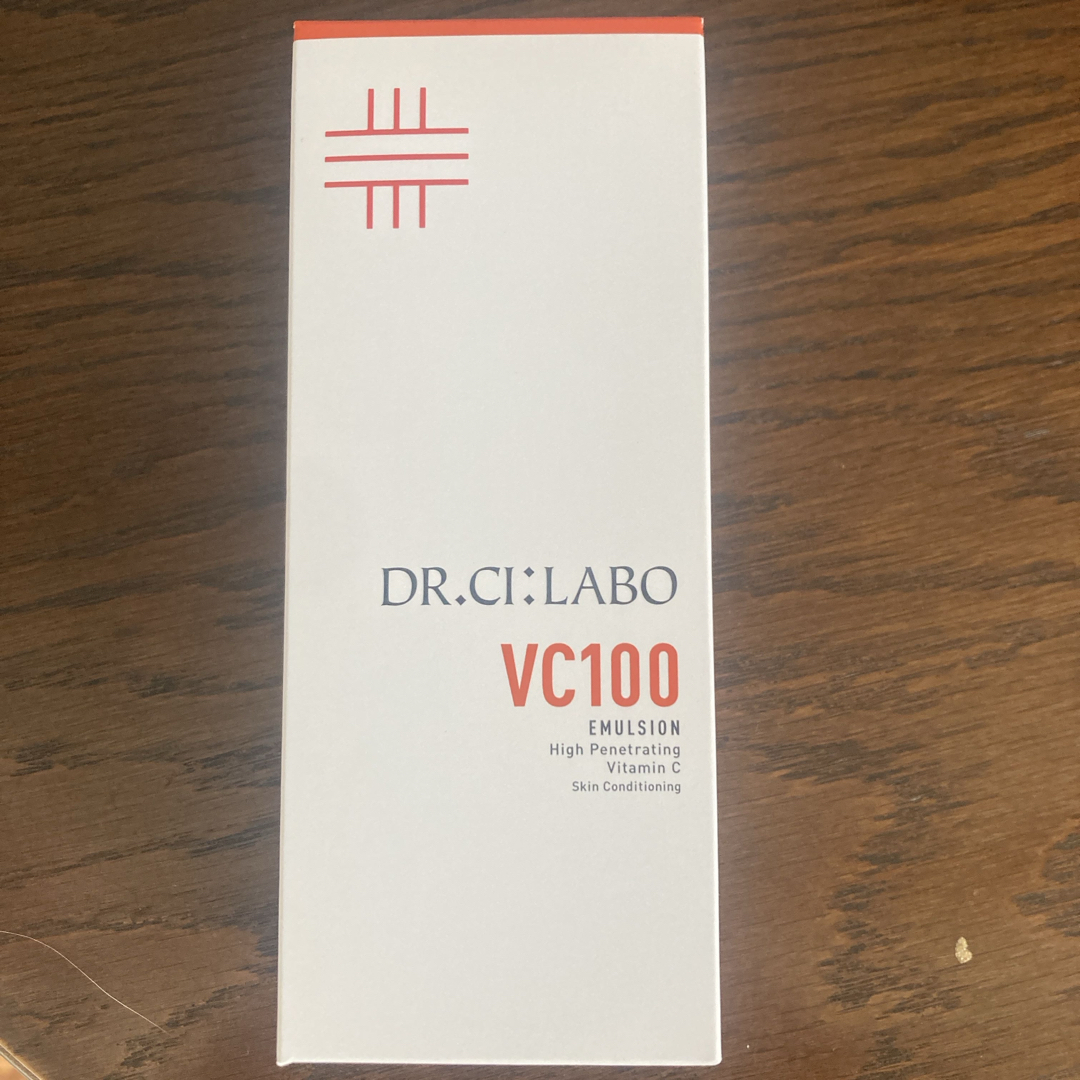 DR.CI:LABO
VC100
EMULSION
High Penetrating
Vitamin C
Skin Conditioning